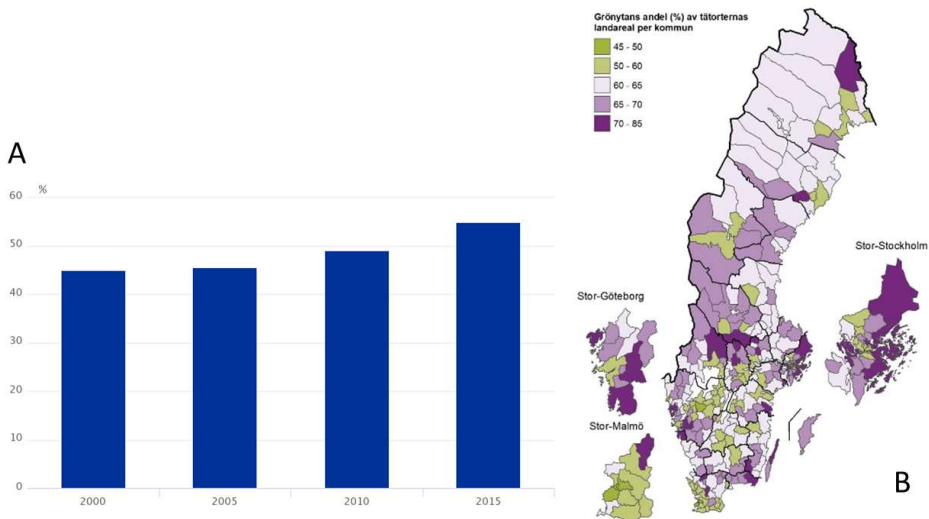 A
%
60
50
40
30
20
10
0
2000 2005 2010 2015
Grönytans andel (%) av tätorternas
landareal per kommun
45 - 50
50 - 60
60 - 65
65 - 70
70 - 85
Stor-Stockholm
Stor-Göteborg
Stor-Malmö
B